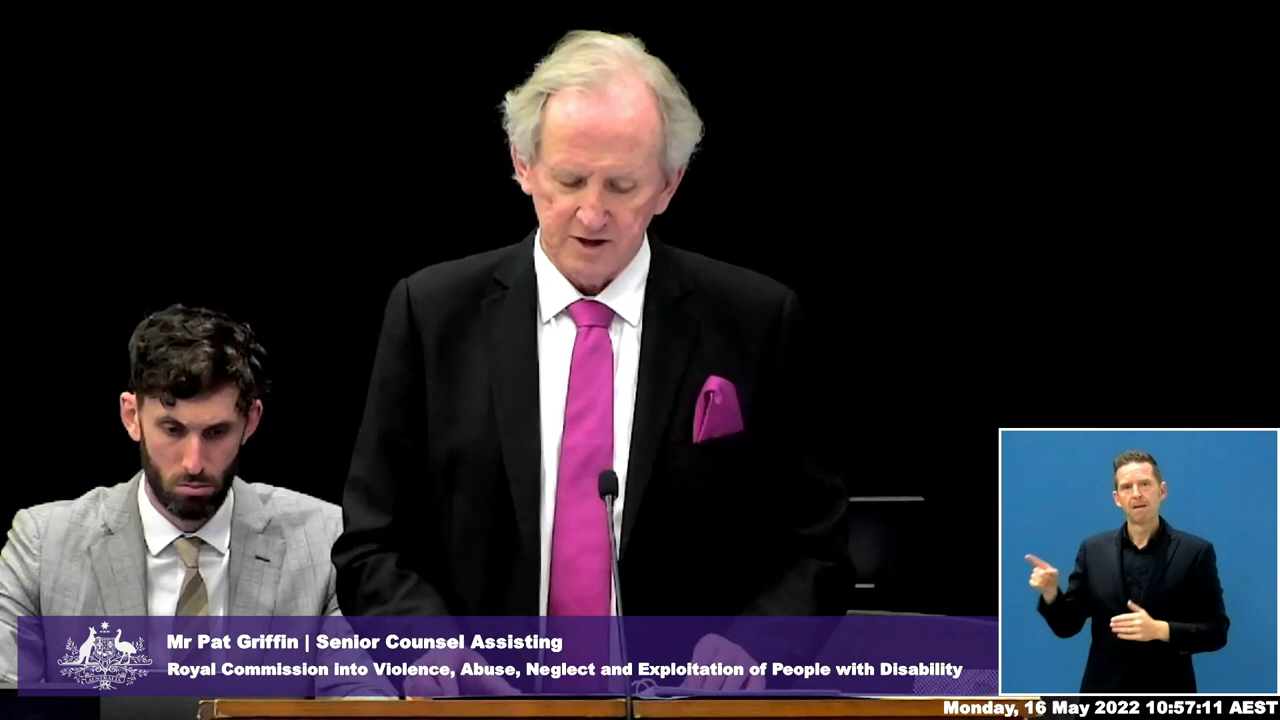 Mr Pat Griffin | Senior Counsel Assisting
Royal Commission into Violence, Abuse, Neglect and Exploitation of People with Disability
AUSTRALIA
Monday, 16 May 2022 10:57:11 AEST